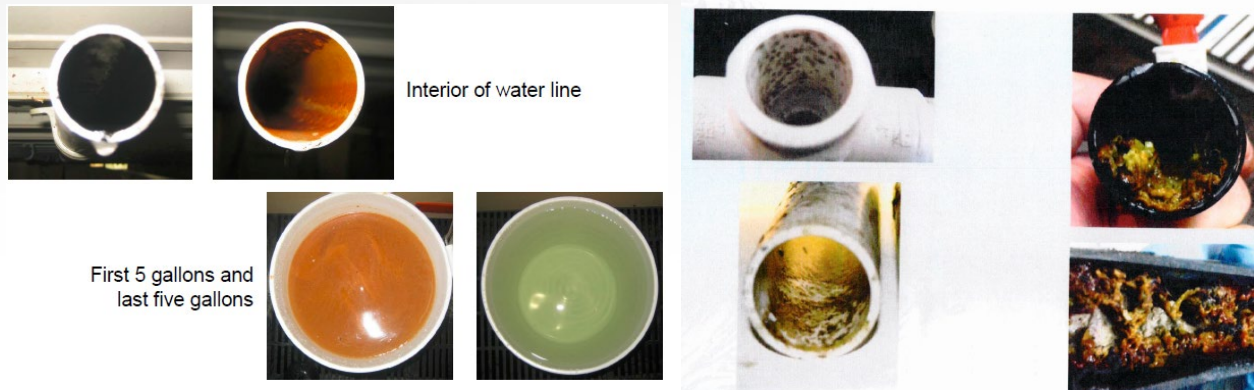 Interior of water line
First 5 gallons and
last five gallons